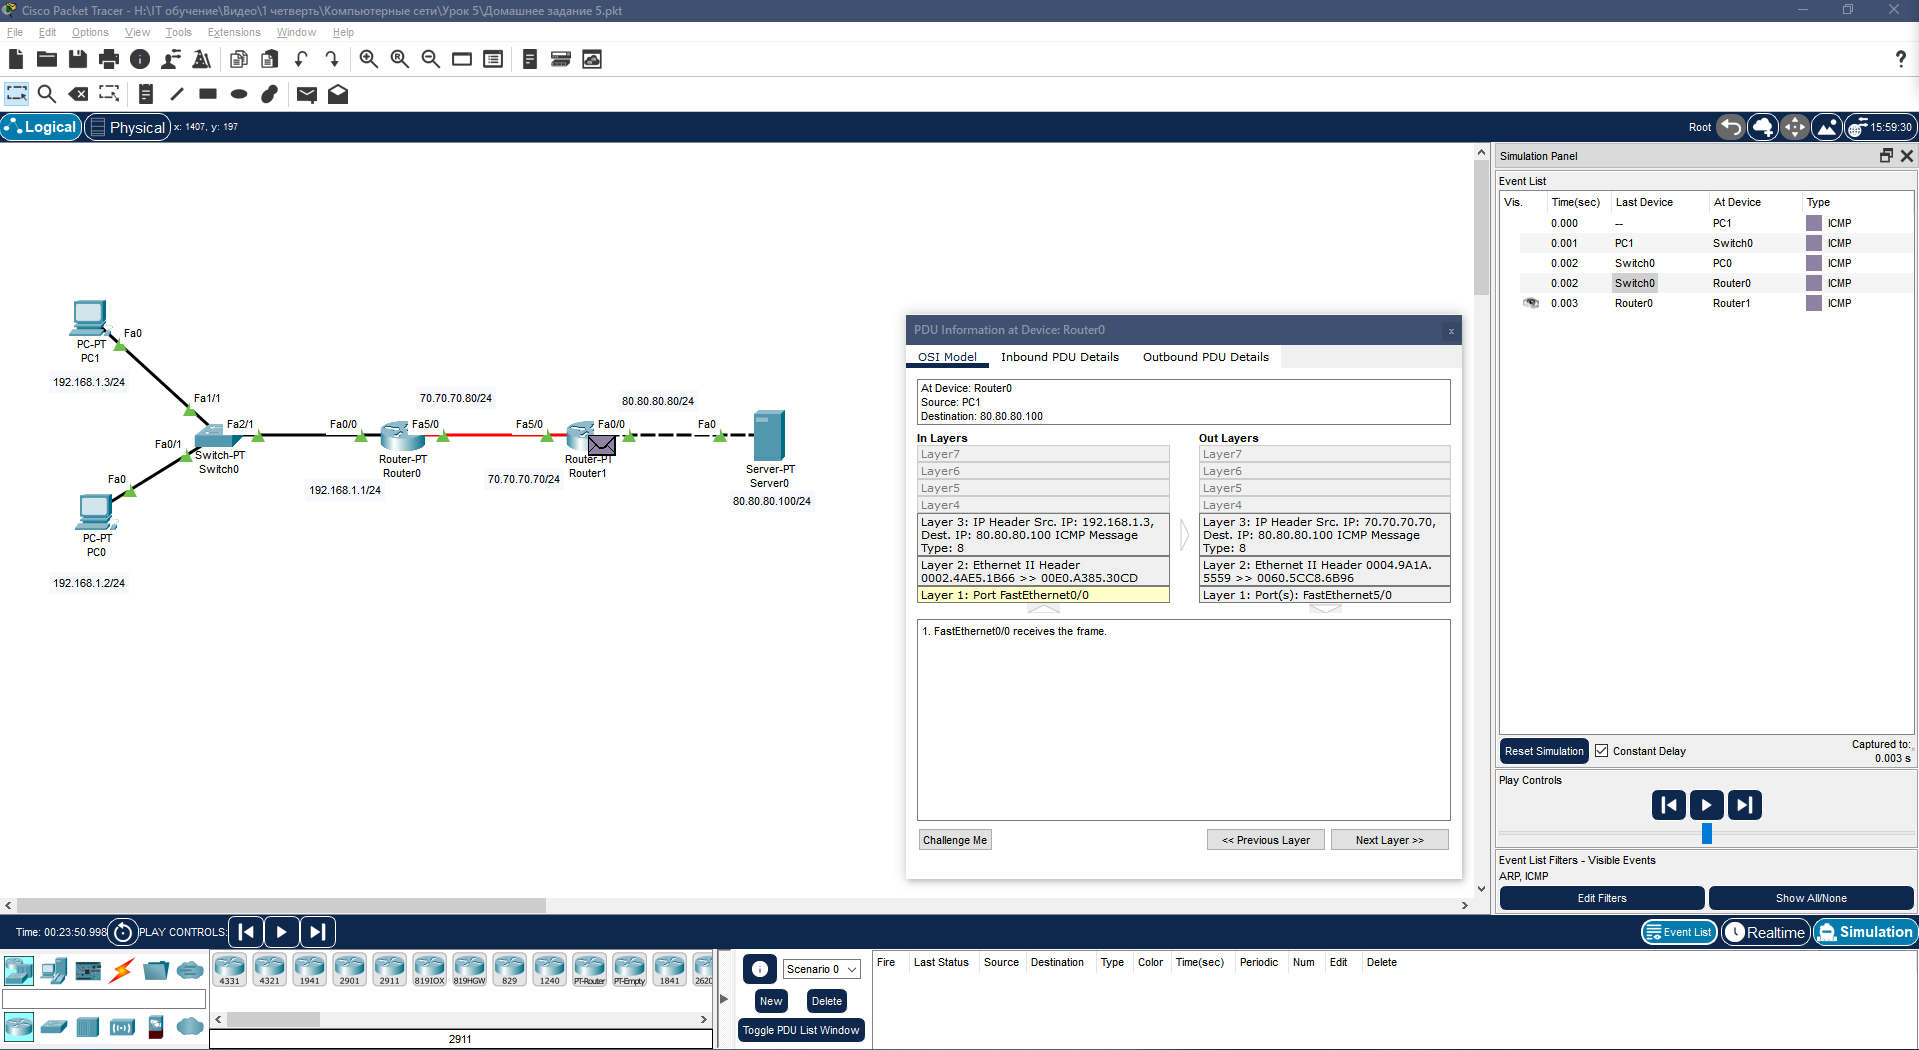 Cisco Packet Tracer - H:\IT обучение\Видео\1 четверть\Компьютерные сети\Урок 5\Домашнее задание 5.pkt
File Edit Options View Tools Extensions Window Help
?
Logical Physical x: 1407, y: 197 Root 15:59:30
PC-PT
PC1
Fa0
192.168.1.3/24
Fa1/1
Fa2/1
Fa0/1
Switch-PT
Switch0
Fa0
PC-PT
PC0
192.168.1.2/24
Fa0/0
Fa5/0
70.70.70.80/24
Router-PT
Router0
192.168.1.1/24
Fa5/0
Fa0/0
80.80.80.80/24
Router-PT
Router1
70.70.70.70/24
Fa0
Server-PT
Server0
80.80.80.100/24
PDU Information at Device: Router0 x
OSI Model Inbound PDU Details Outbound PDU Details
At Device: Router0
Source: PC1
Destination: 80.80.80.100
In Layers
Layer7
Layer6
Layer5
Layer4
Layer 3: IP Header Src. IP: 192.168.1.3,
Dest. IP: 80.80.80.100 ICMP Message
Type: 8
Layer 2: Ethernet II Header
0002.4AE5.1B66 >> 00E0.A385.30CD
Layer 1: Port FastEthernet0/0
Out Layers
Layer7
Layer6
Layer5
Layer4
Layer 3: IP Header Src. IP: 70.70.70.70,
Dest. IP: 80.80.80.100 ICMP Message
Type: 8
Layer 2: Ethernet II Header 0004.9A1A.
5559 >> 0060.5CC8.6B96
Layer 1: Port(s): FastEthernet5/0
1. FastEthernet0/0 receives the frame.
Challenge Me << Previous Layer Next Layer >>
Simulation Panel
Event List
Vis. Time(sec) Last Device At Device Type
0.000 -- PC1 ICMP
0.001 PC1 Switch0 ICMP
0.002 Switch0 PC0 ICMP
0.002 Switch0 Router0 ICMP
0.003 Router0 Router1 ICMP
Reset Simulation Constant Delay Captured to:
0.003 s
Play Controls
Event List Filters - Visible Events
ARP, ICMP
Edit Filters Show All/None
Time: 00:23:50.998 PLAY CONTROLS: Event List Realtime Simulation
4331 4321 1941 2901 2911 819IOX 819HGW 829 1240 PT-Router PT-Empty 1841 2620
2911
Scenario 0
New Delete
Toggle PDU List Window
Fire Last Status Source Destination Type Color Time(sec) Periodic Num Edit Delete